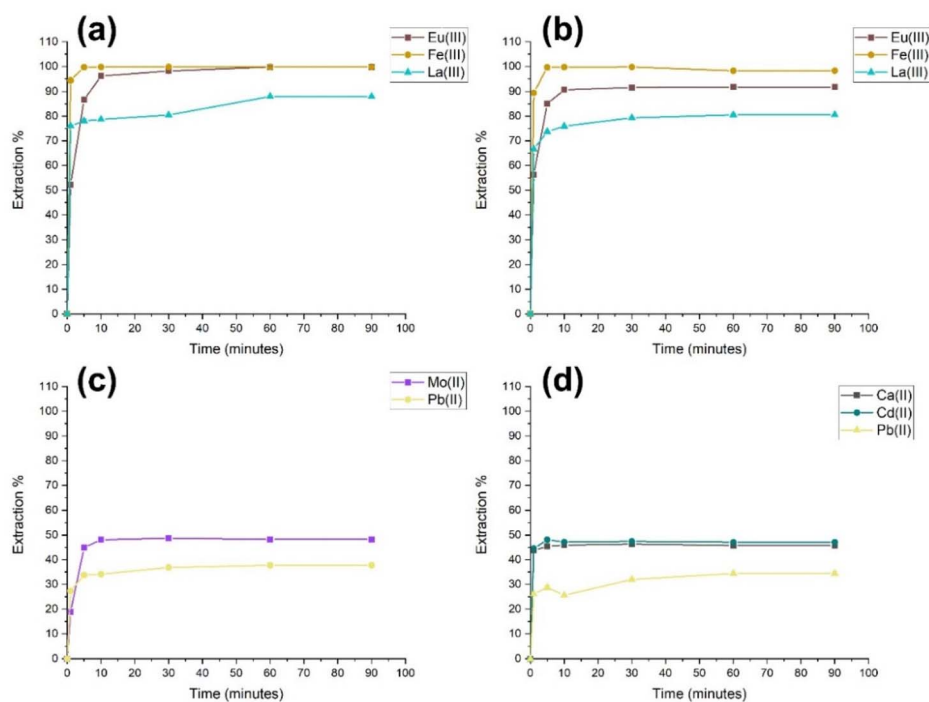 (a)
Eu(III)
Fe(III)
La(III)
110
100
90
80
70
60
50
40
30
20
10
0
Extraction %
0 10 20 30 40 50 60 70 80 90 100
Time (minutes)
(b)
Eu(III)
Fe(III)
La(III)
110
100
90
80
70
60
50
40
30
20
10
0
Extraction %
0 10 20 30 40 50 60 70 80 90 100
Time (minutes)
(c)
Mo(II)
Pb(II)
110
100
90
80
70
60
50
40
30
20
10
0
Extraction %
0 10 20 30 40 50 60 70 80 90 100
Time (minutes)
(d)
Ca(II)
Cd(II)
Pb(II)
110
100
90
80
70
60
50
40
30
20
10
0
Extraction %
0 10 20 30 40 50 60 70 80 90 100
Time (minutes)